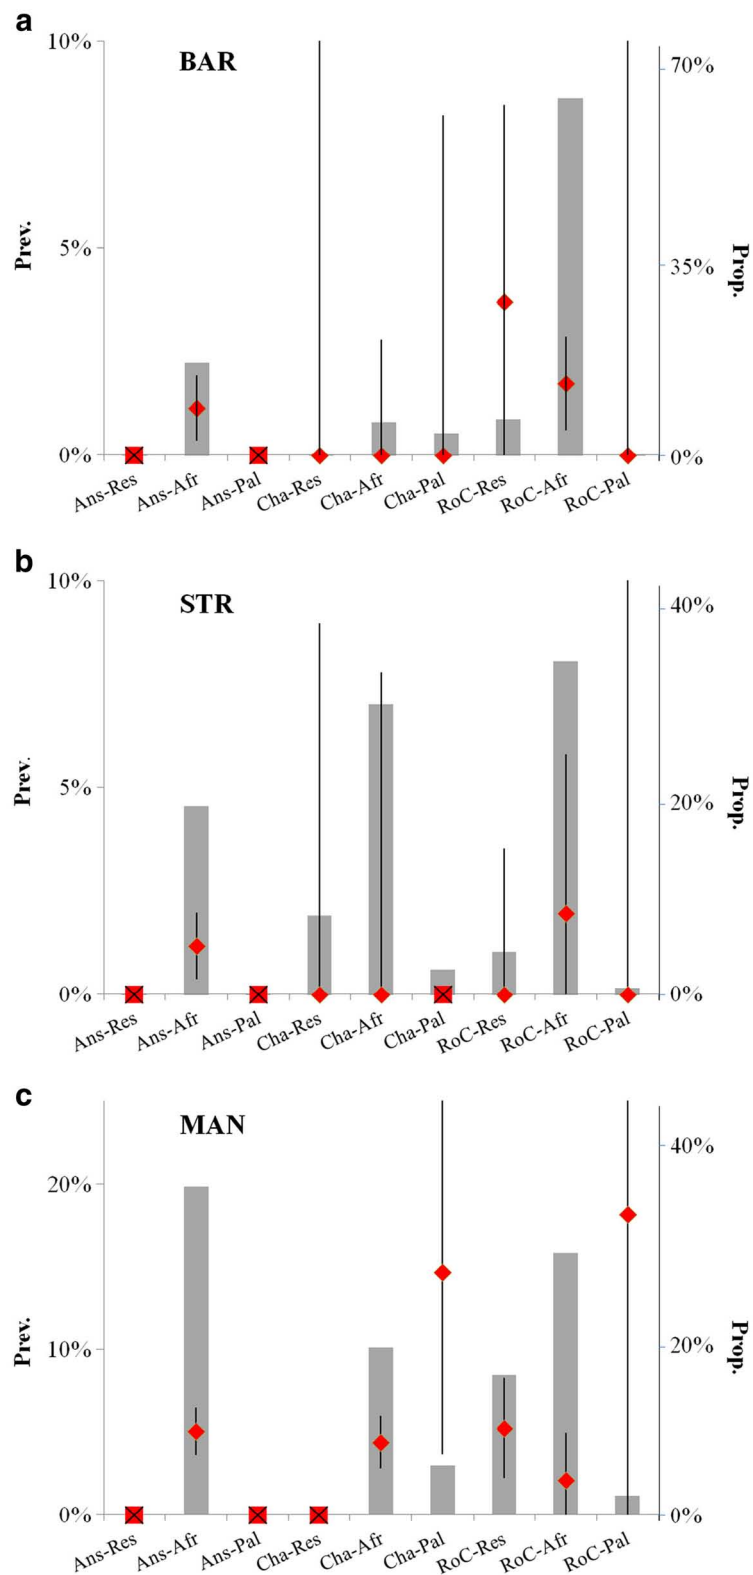 a
10%
BAR
70%
Prev.
5%
35%
Prop.
0%
0%
Ans-Res
Ans-Afr
Ans-Pal
Cha-Res
Cha-Afr
Cha-Pal
RoC-Res
RoC-Afr
RoC-Pal
b
10%
STR
40%
Prev.
5%
20%
Prop.
0%
0%
Ans-Res
Ans-Afr
Ans-Pal
Cha-Res
Cha-Afr
Cha-Pal
RoC-Res
RoC-Afr
RoC-Pal
c
MAN
40%
20%
Prev.
10%
20%
Prop.
0%
0%
Ans-Res
Ans-Afr
Ans-Pal
Cha-Res
Cha-Afr
Cha-Pal
RoC-Res
RoC-Afr
RoC-Pal